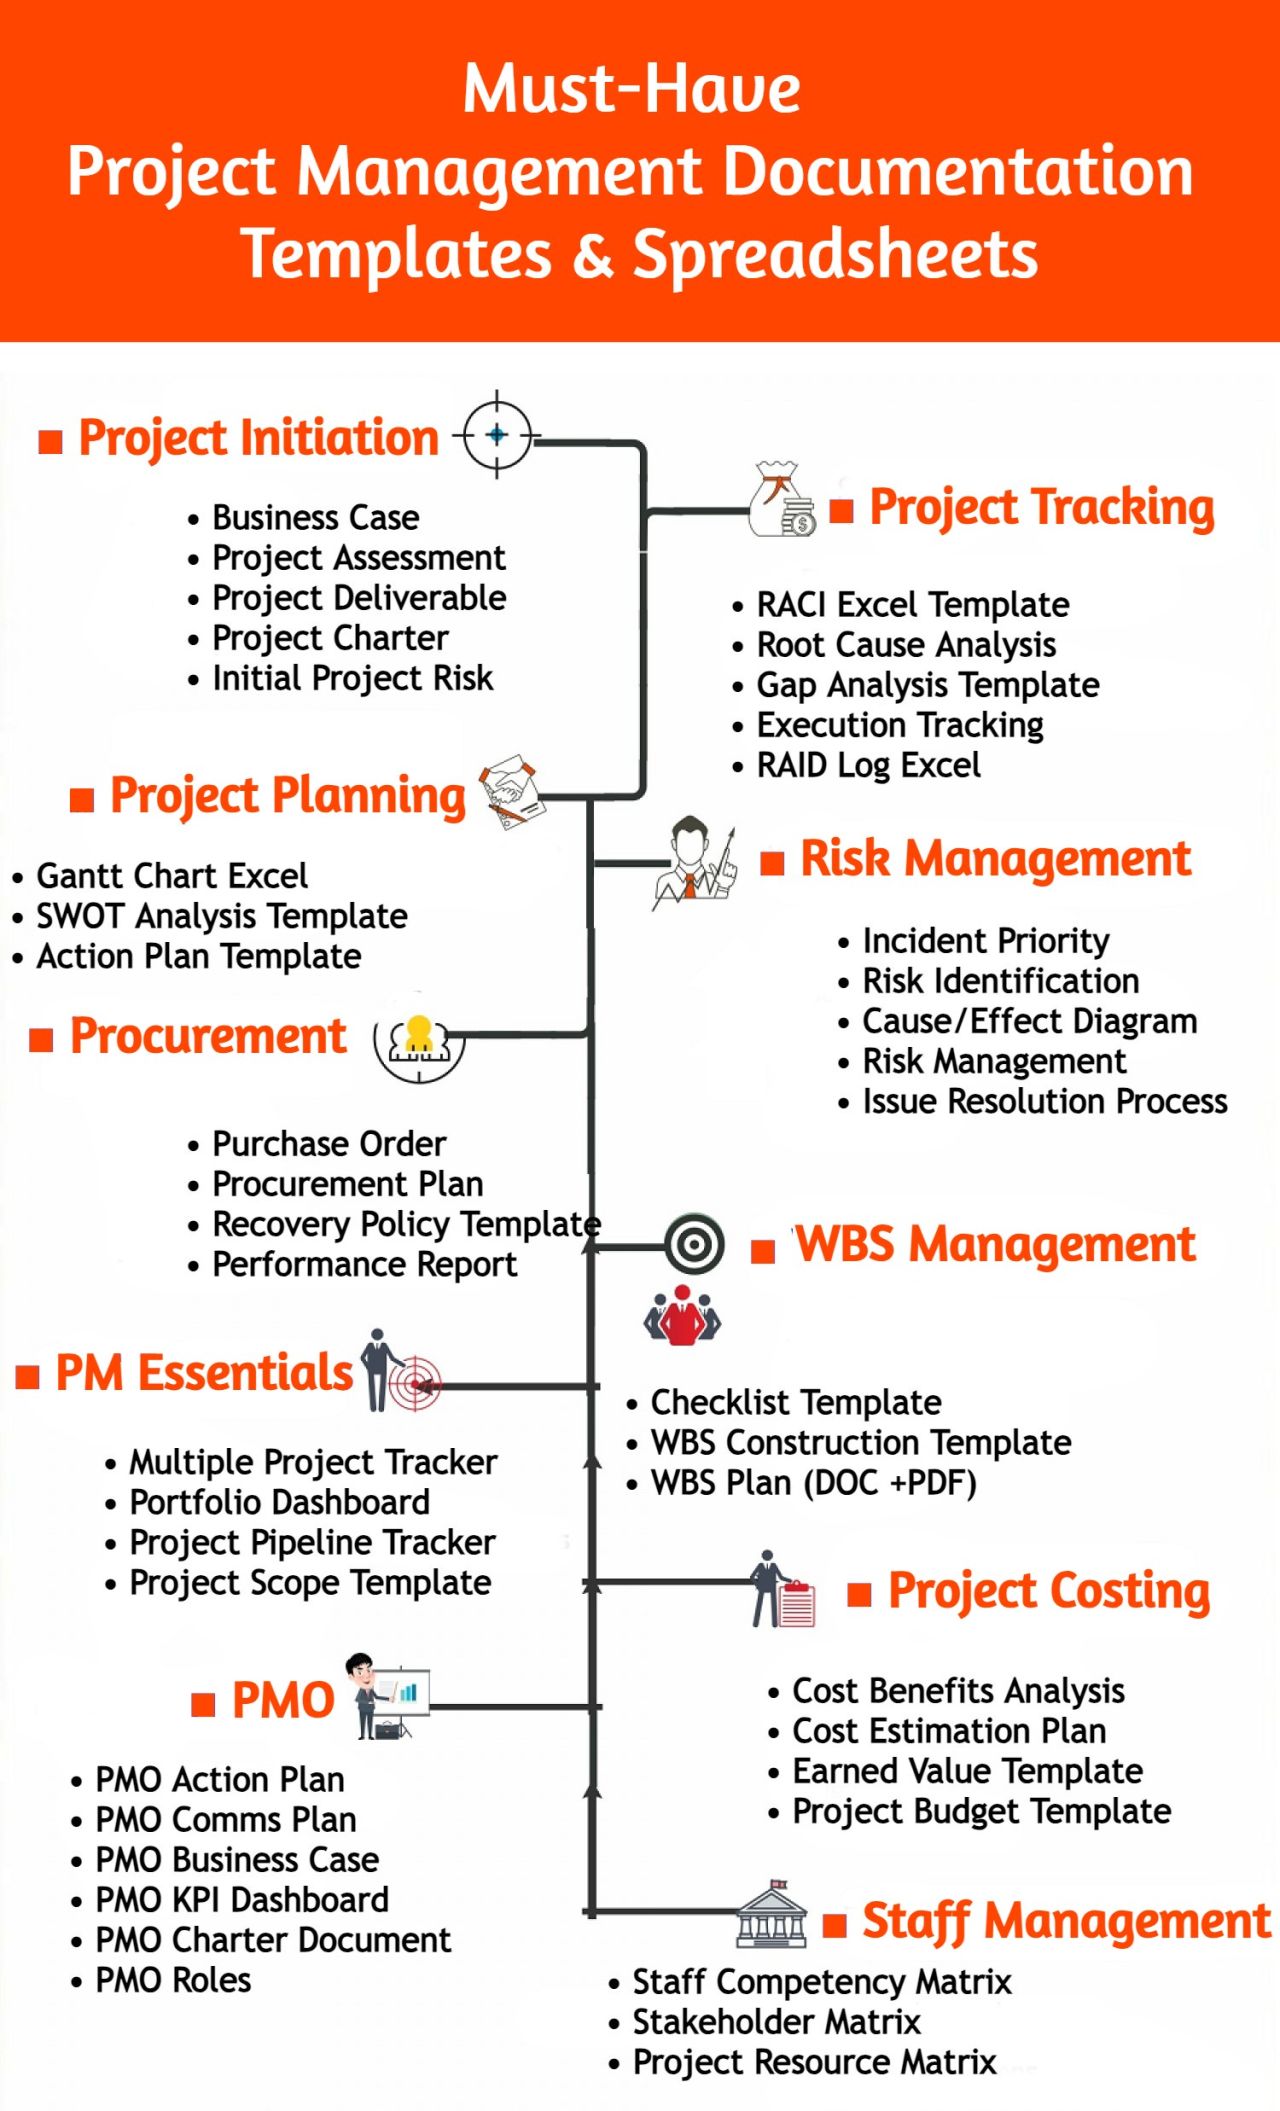 Must-Have
Project Management Documentation
Templates & Spreadsheets
Project Initiation
• Business Case
• Project Assessment
• Project Deliverable
• Project Charter
• Initial Project Risk
Project Tracking
• RACI Excel Template
• Root Cause Analysis
• Gap Analysis Template
• Execution Tracking
• RAID Log Excel
Project Planning
• Gantt Chart Excel
• SWOT Analysis Template
• Action Plan Template
Risk Management
• Incident Priority
• Risk Identification
• Cause/Effect Diagram
• Risk Management
• Issue Resolution Process
Procurement
• Purchase Order
• Procurement Plan
• Recovery Policy Template
• Performance Report
WBS Management
• Checklist Template
• WBS Construction Template
• WBS Plan (DOC +PDF)
PM Essentials
• Multiple Project Tracker
• Portfolio Dashboard
• Project Pipeline Tracker
• Project Scope Template
Project Costing
• Cost Benefits Analysis
• Cost Estimation Plan
• Earned Value Template
• Project Budget Template
PMO
• PMO Action Plan
• PMO Comms Plan
• PMO Business Case
• PMO KPI Dashboard
• PMO Charter Document
• PMO Roles
Staff Management
• Staff Competency Matrix
• Stakeholder Matrix
• Project Resource Matrix